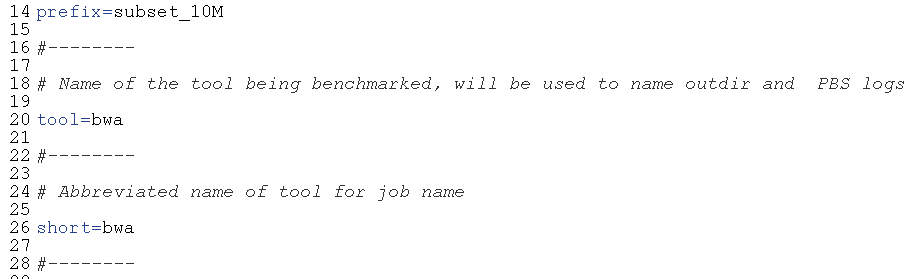 14 prefix=subset_10M
15
16 #--------
17
18 # Name of the tool being benchmarked, will be used to name outdir and  PBS logs
19
20 tool=bwa
21
22 #--------
23
24 # Abbreviated name of tool for job name
25
26 short=bwa
27
28 #--------